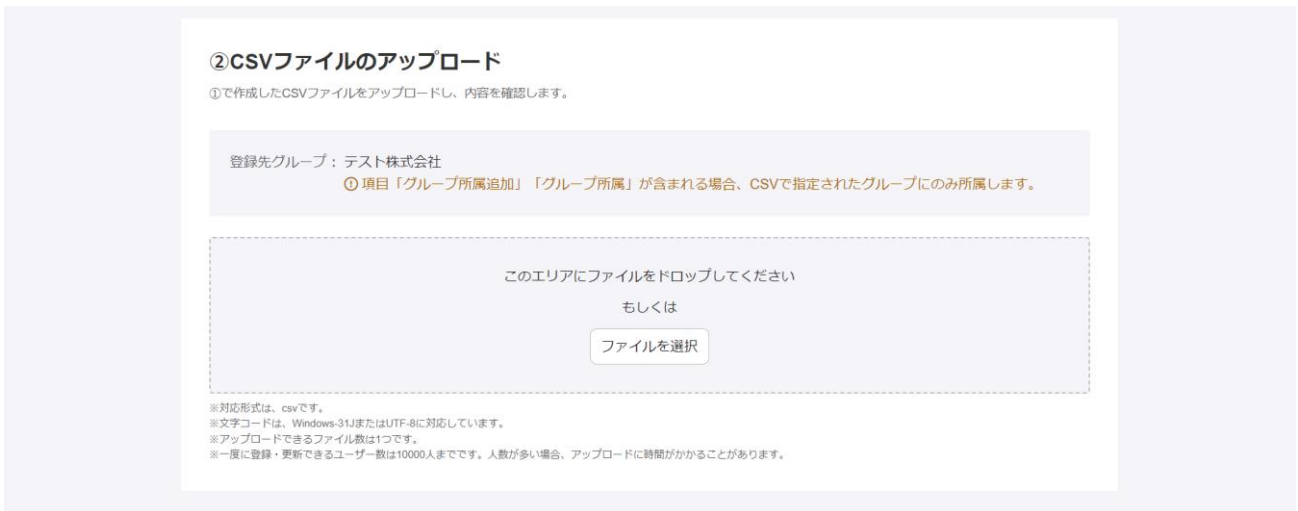 ②CSVファイルのアップロード
①で作成したCSVファイルをアップロードし、内容を確認します。
登録先グループ： テスト株式会社
項目「グループ所属追加」「グループ所属」が含まれる場合、CSVで指定されたグループにのみ所属します。
このエリアにファイルをドロップしてください
もしくは
ファイルを選択
※対応形式は、csvです。
※文字コードは、Windows-31JまたはUTF-8に対応しています。
※アップロードできるファイル数は1つです。
※一度に登録・更新できるユーザー数は10000人までです。人数が多い場合、アップロードに時間がかかることがあります。